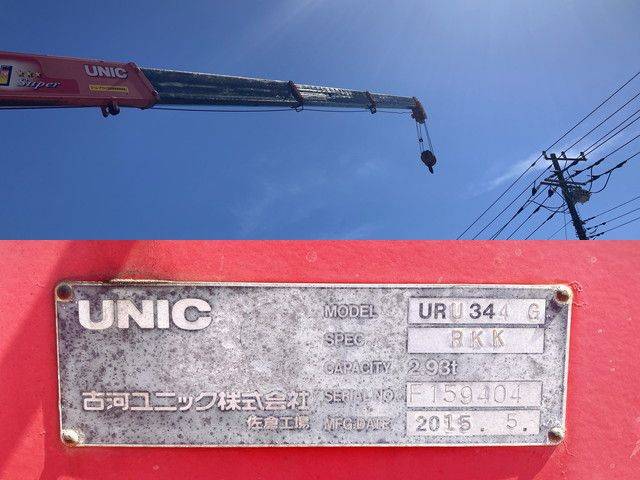 UNIC
Super
UNIC
MODEL URU344 G
SPEC RKK
CAPACITY 2.93t
古河ユニック株式会社 SERIAL NO. F159404
佐倉工場 MFG.DATE 2015. 5.